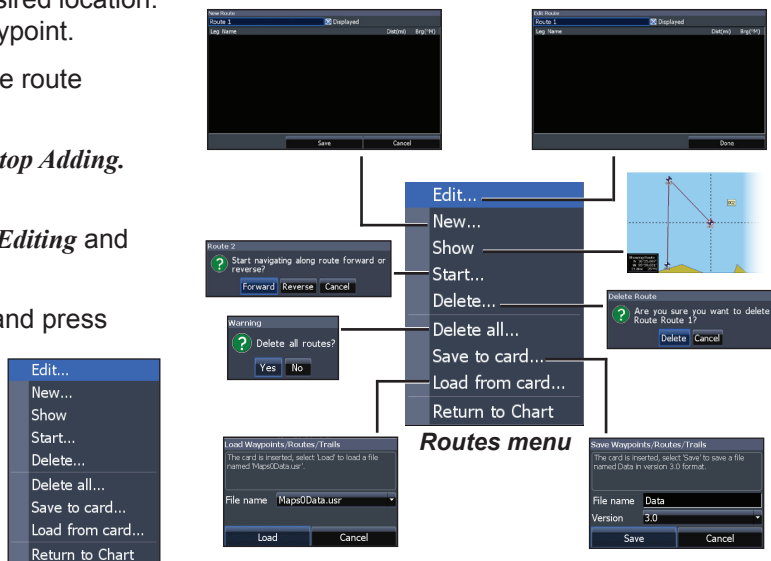 sired location.
ypoint.
e route
top Adding.
Editing and
and press
Edit...
New...
Show
Start...
Delete...
Delete all...
Save to card...
Load from card...
Return to Chart
New Route
Route 1 Displayed
Leg Name Dist(mi) Brg(°M)
Save Cancel
Edit Route
Route 1 Displayed
Leg Name Dist(mi) Brg(°M)
Done
Edit...
New...
Show
Start...
Delete...
Delete all...
Save to card...
Load from card...
Return to Chart
Routes menu
Route 2
? Start navigating along route forward or
reverse?
Forward Reverse Cancel
Warning
? Delete all routes?
Yes No
Delete Route
? Are you sure you want to delete
Route Route 1?
Delete Cancel
Load Waypoints/Routes/Trails
The card is inserted, select 'Load' to load a file
named 'Maps0Data.usr'.
File name Maps0Data.usr
Load Cancel
Save Waypoints/Routes/Trails
The card is inserted, select 'Save' to save a file
named Data in version 3.0 format.
File name Data
Version 3.0
Save Cancel